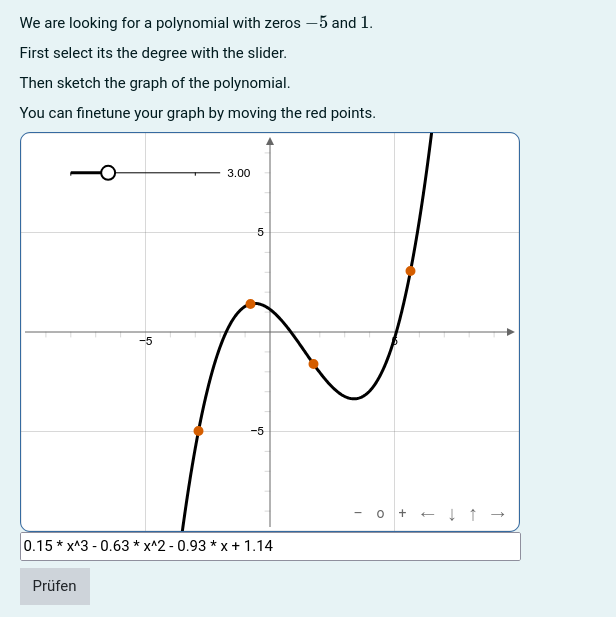 We are looking for a polynomial with zeros −5 and 1.
First select its the degree with the slider.
Then sketch the graph of the polynomial.
You can finetune your graph by moving the red points.
3.00
5
−5
5
−5
− o + ← ↓ ↑ →
0.15 * x^3 - 0.63 * x^2 - 0.93 * x + 1.14
Prüfen